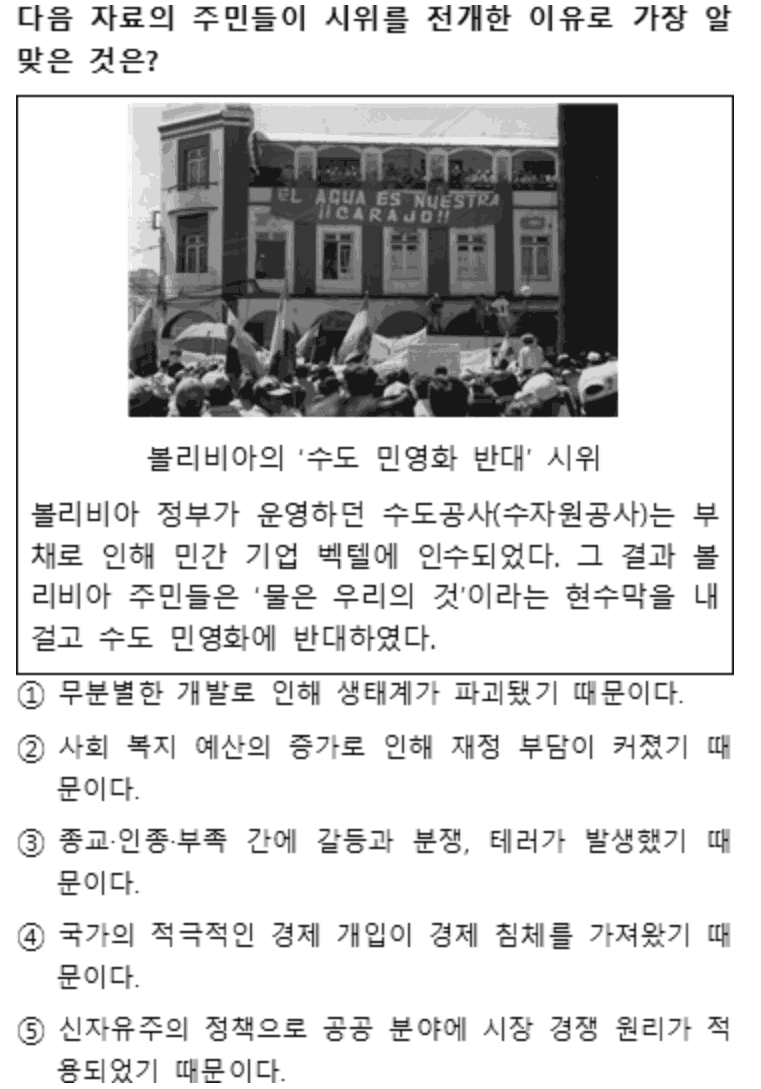 다음 자료의 주민들이 시위를 전개한 이유로 가장 알
맞은 것은?
EL AGUA ES NUESTRA
¡¡CARAJO!!
볼리비아의 '수도 민영화 반대' 시위
볼리비아 정부가 운영하던 수도공사(수자원공사)는 부
채로 인해 민간 기업 벡텔에 인수되었다. 그 결과 볼
리비아 주민들은 '물은 우리의 것'이라는 현수막을 내
걸고 수도 민영화에 반대하였다.
① 무분별한 개발로 인해 생태계가 파괴됐기 때문이다.
② 사회 복지 예산의 증가로 인해 재정 부담이 커졌기 때
문이다.
③ 종교·인종·부족 간에 갈등과 분쟁, 테러가 발생했기 때
문이다.
④ 국가의 적극적인 경제 개입이 경제 침체를 가져왔기 때
문이다.
⑤ 신자유주의 정책으로 공공 분야에 시장 경쟁 원리가 적
용되었기 때문이다.